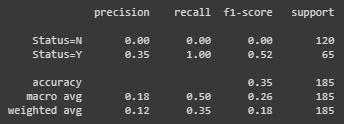 precision recall f1-score support
Status=N 0.00 0.00 0.00 120
Status=Y 0.35 1.00 0.52 65
accuracy 0.35 185
macro avg 0.18 0.50 0.26 185
weighted avg 0.12 0.35 0.18 185